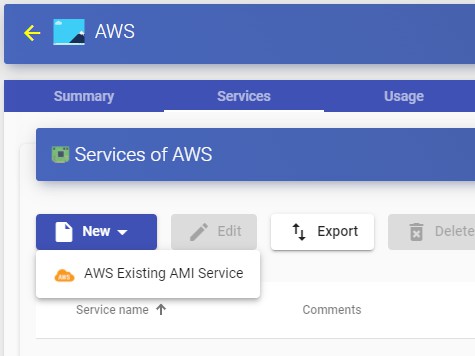 AWS
Summary Services Usage
Services of AWS
New Edit Export Delete
AWS AWS Existing AMI Service
Service name Comments